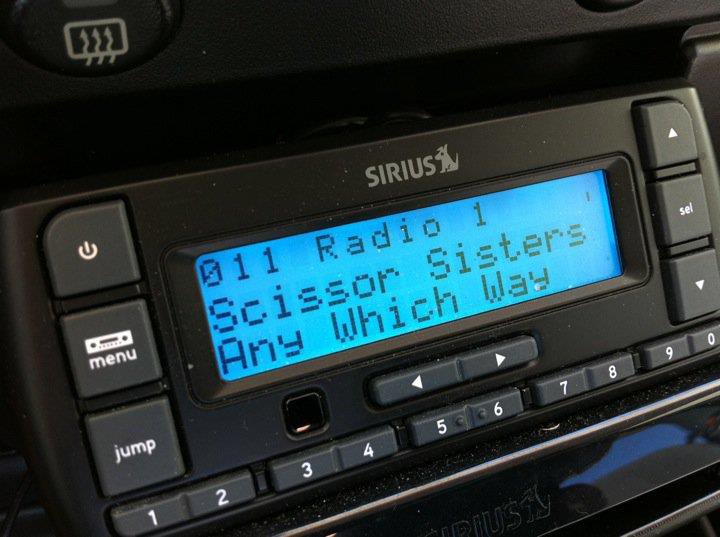 SIRIUS
011 Radio 1
Scissor Sisters
Any Which Way
sel
menu
jump
1 2 3 4 5 6 7 8 9 0
SIRIUS